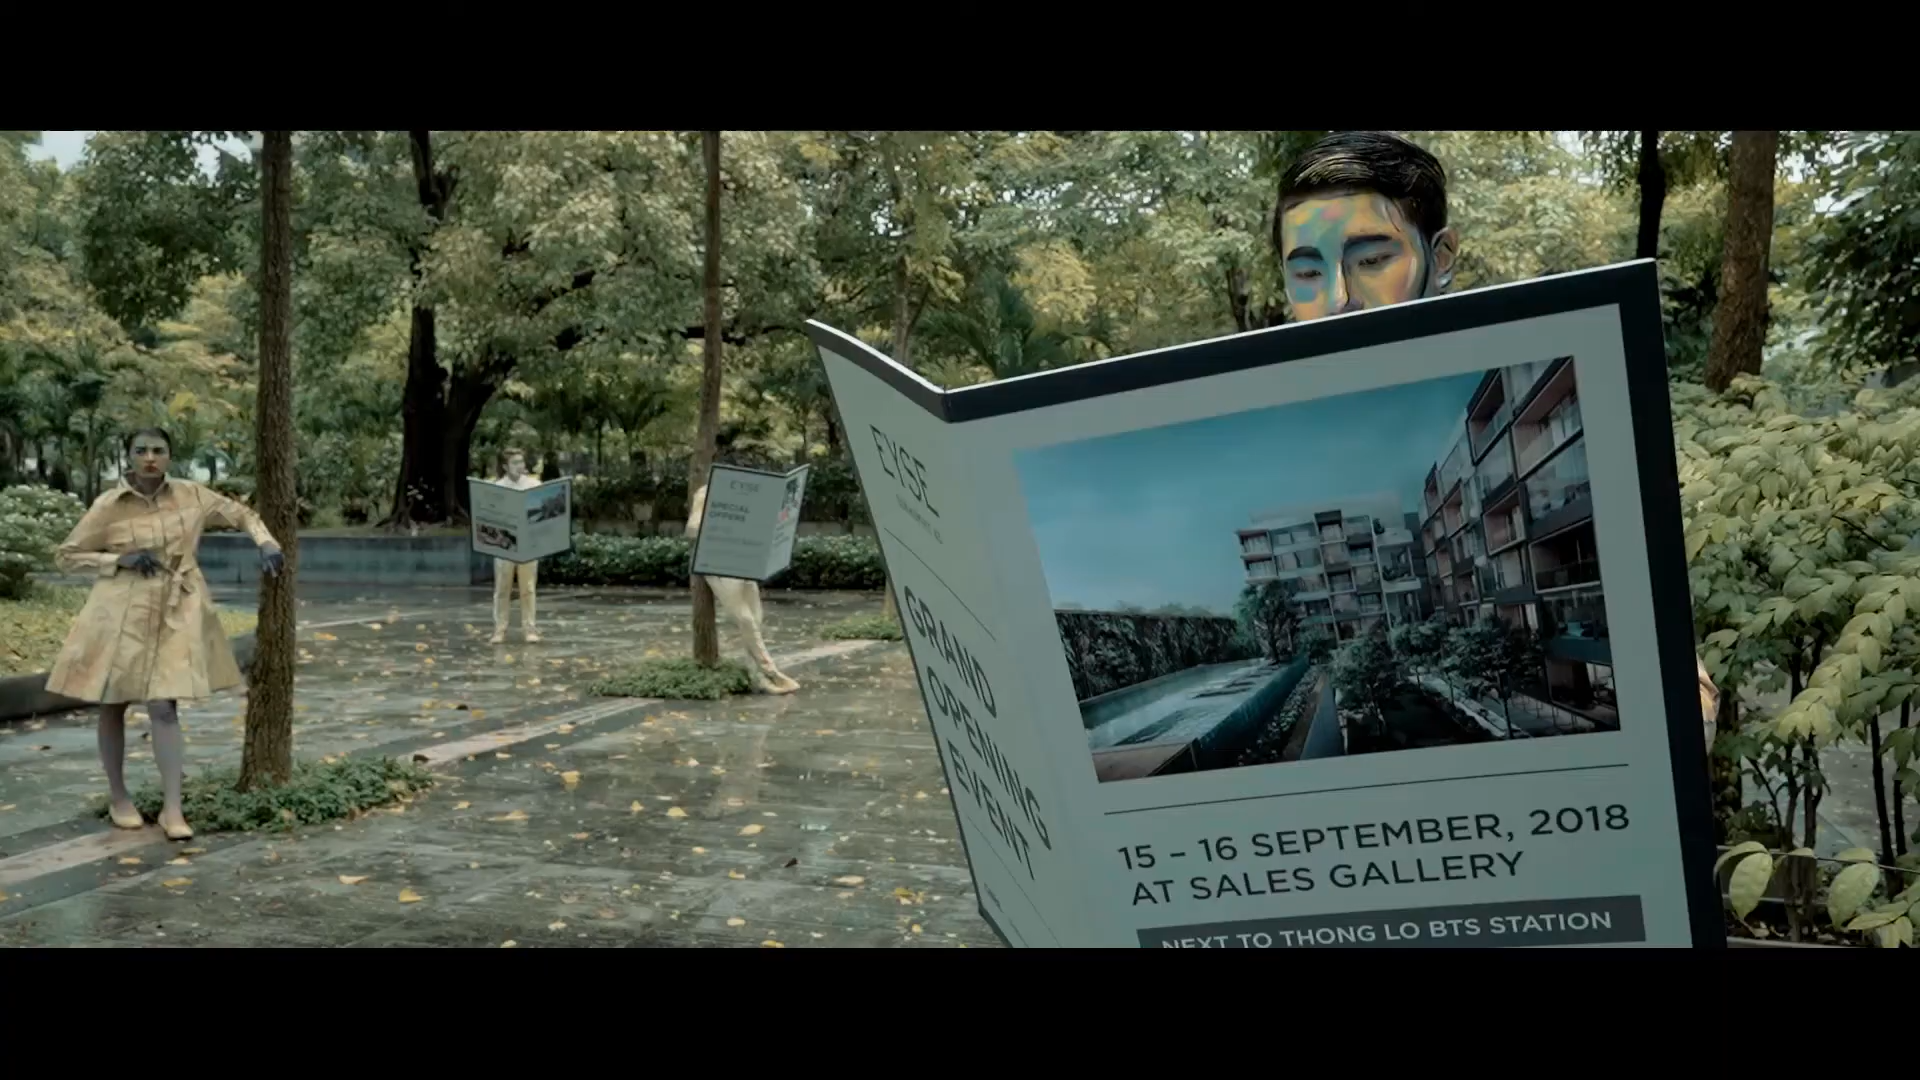 EYSE
GRAND
OPENING
EVENT
15 – 16 SEPTEMBER, 2018
AT SALES GALLERY
NEXT TO THONG LO BTS STATION
EYSE
SPECIAL
OFFERS